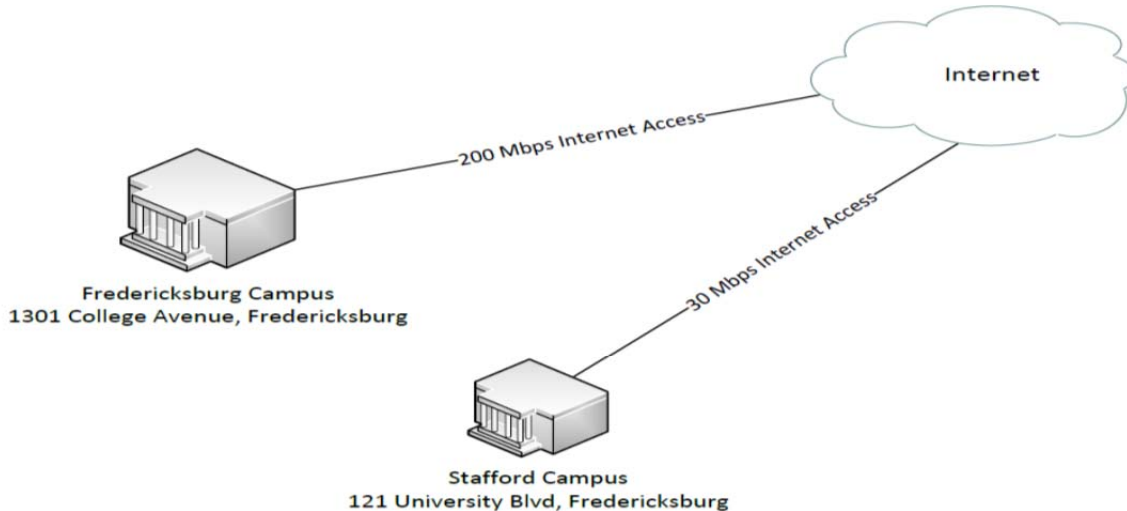 Internet
200 Mbps Internet Access
30 Mbps Internet Access
Fredericksburg Campus
1301 College Avenue, Fredericksburg
Stafford Campus
121 University Blvd, Fredericksburg